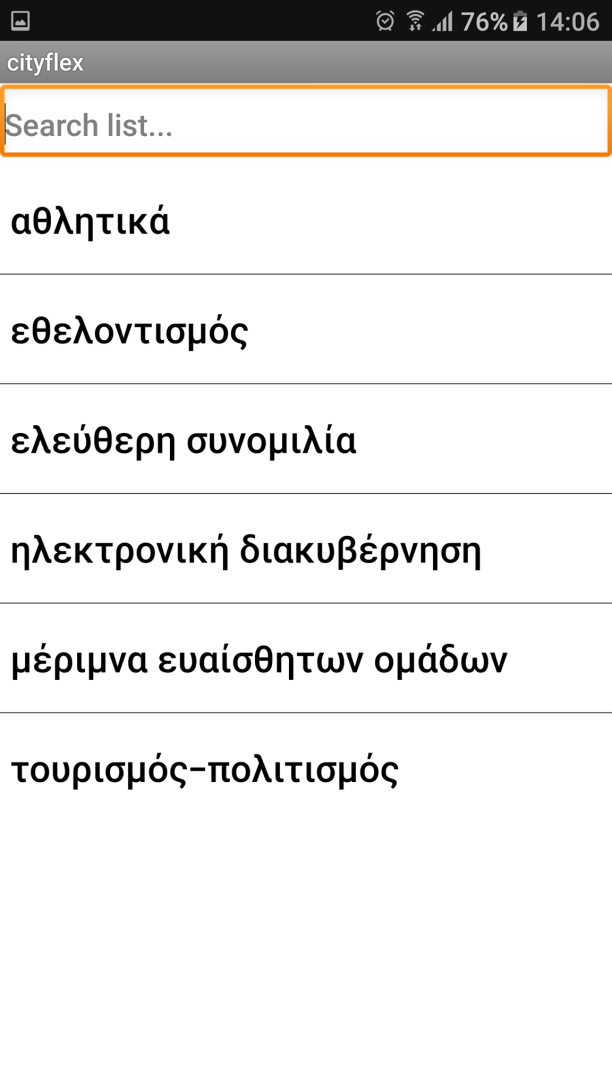 76% 14:06
cityflex
Search list...
αθλητικά
εθελοντισμός
ελεύθερη συνομιλία
ηλεκτρονική διακυβέρνηση
μέριμνα ευαίσθητων ομάδων
τουρισμός-πολιτισμός